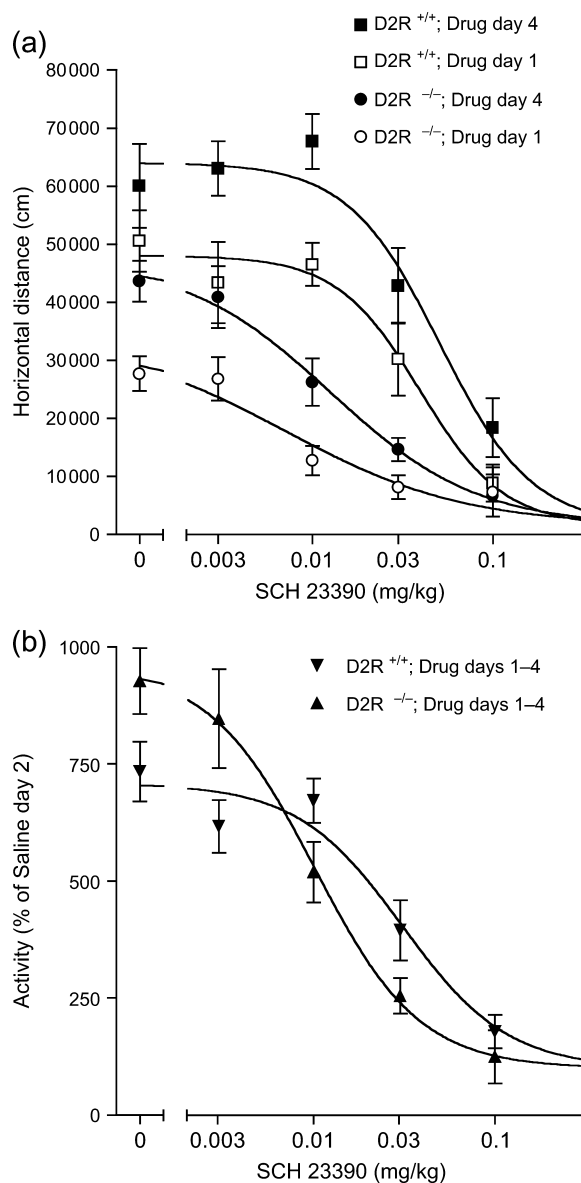 (a)
D2R +/+; Drug day 4
D2R +/+; Drug day 1
D2R –/–; Drug day 4
D2R –/–; Drug day 1
80000
70000
60000
50000
40000
30000
20000
10000
0
Horizontal distance (cm)
0 0.003 0.01 0.03 0.1
SCH 23390 (mg/kg)
(b)
D2R +/+; Drug days 1–4
D2R –/–; Drug days 1–4
1000
750
500
250
0
Activity (% of Saline day 2)
0 0.003 0.01 0.03 0.1
SCH 23390 (mg/kg)